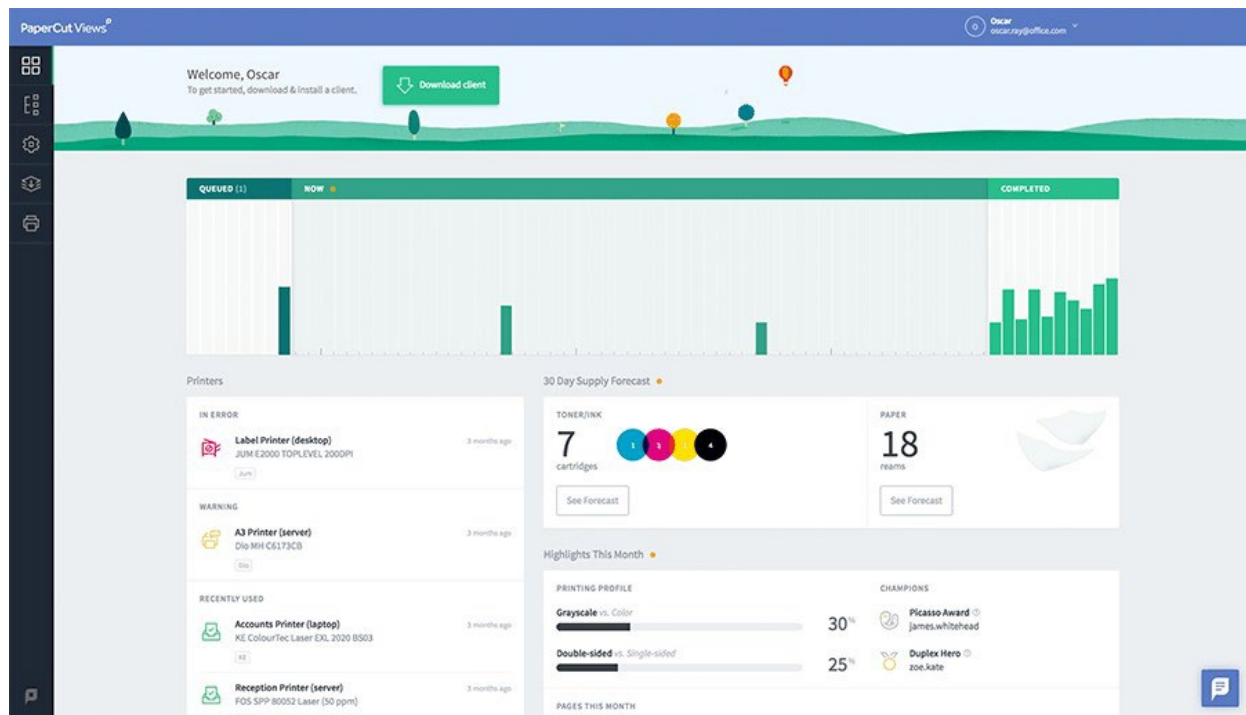 PaperCut Views
O
Oscar
oscar.ray@office.com
Welcome, Oscar
To get started, download & install a client.
Download client
QUEUED (1)
NOW
COMPLETED
Printers
IN ERROR
Label Printer (desktop)
3 months ago
JUM E2000 TOPLEVEL 200DPI
Jum
WARNING
A3 Printer (server)
3 months ago
Dio MH C6173CB
Dio
RECENTLY USED
Accounts Printer (laptop)
3 months ago
KE ColourTec Laser EXL 2020 BS03
KE
Reception Printer (server)
3 months ago
FOS SPP 80052 Laser (50 ppm)
30 Day Supply Forecast
TONER/INK
7
cartridges
1
1
4
See Forecast
PAPER
18
reams
See Forecast
Highlights This Month
PRINTING PROFILE
Grayscale vs. Color
30%
Double-sided vs. Single-sided
25%
PAGES THIS MONTH
CHAMPIONS
Picasso Award
james.whitehead
Duplex Hero
zoe.kate